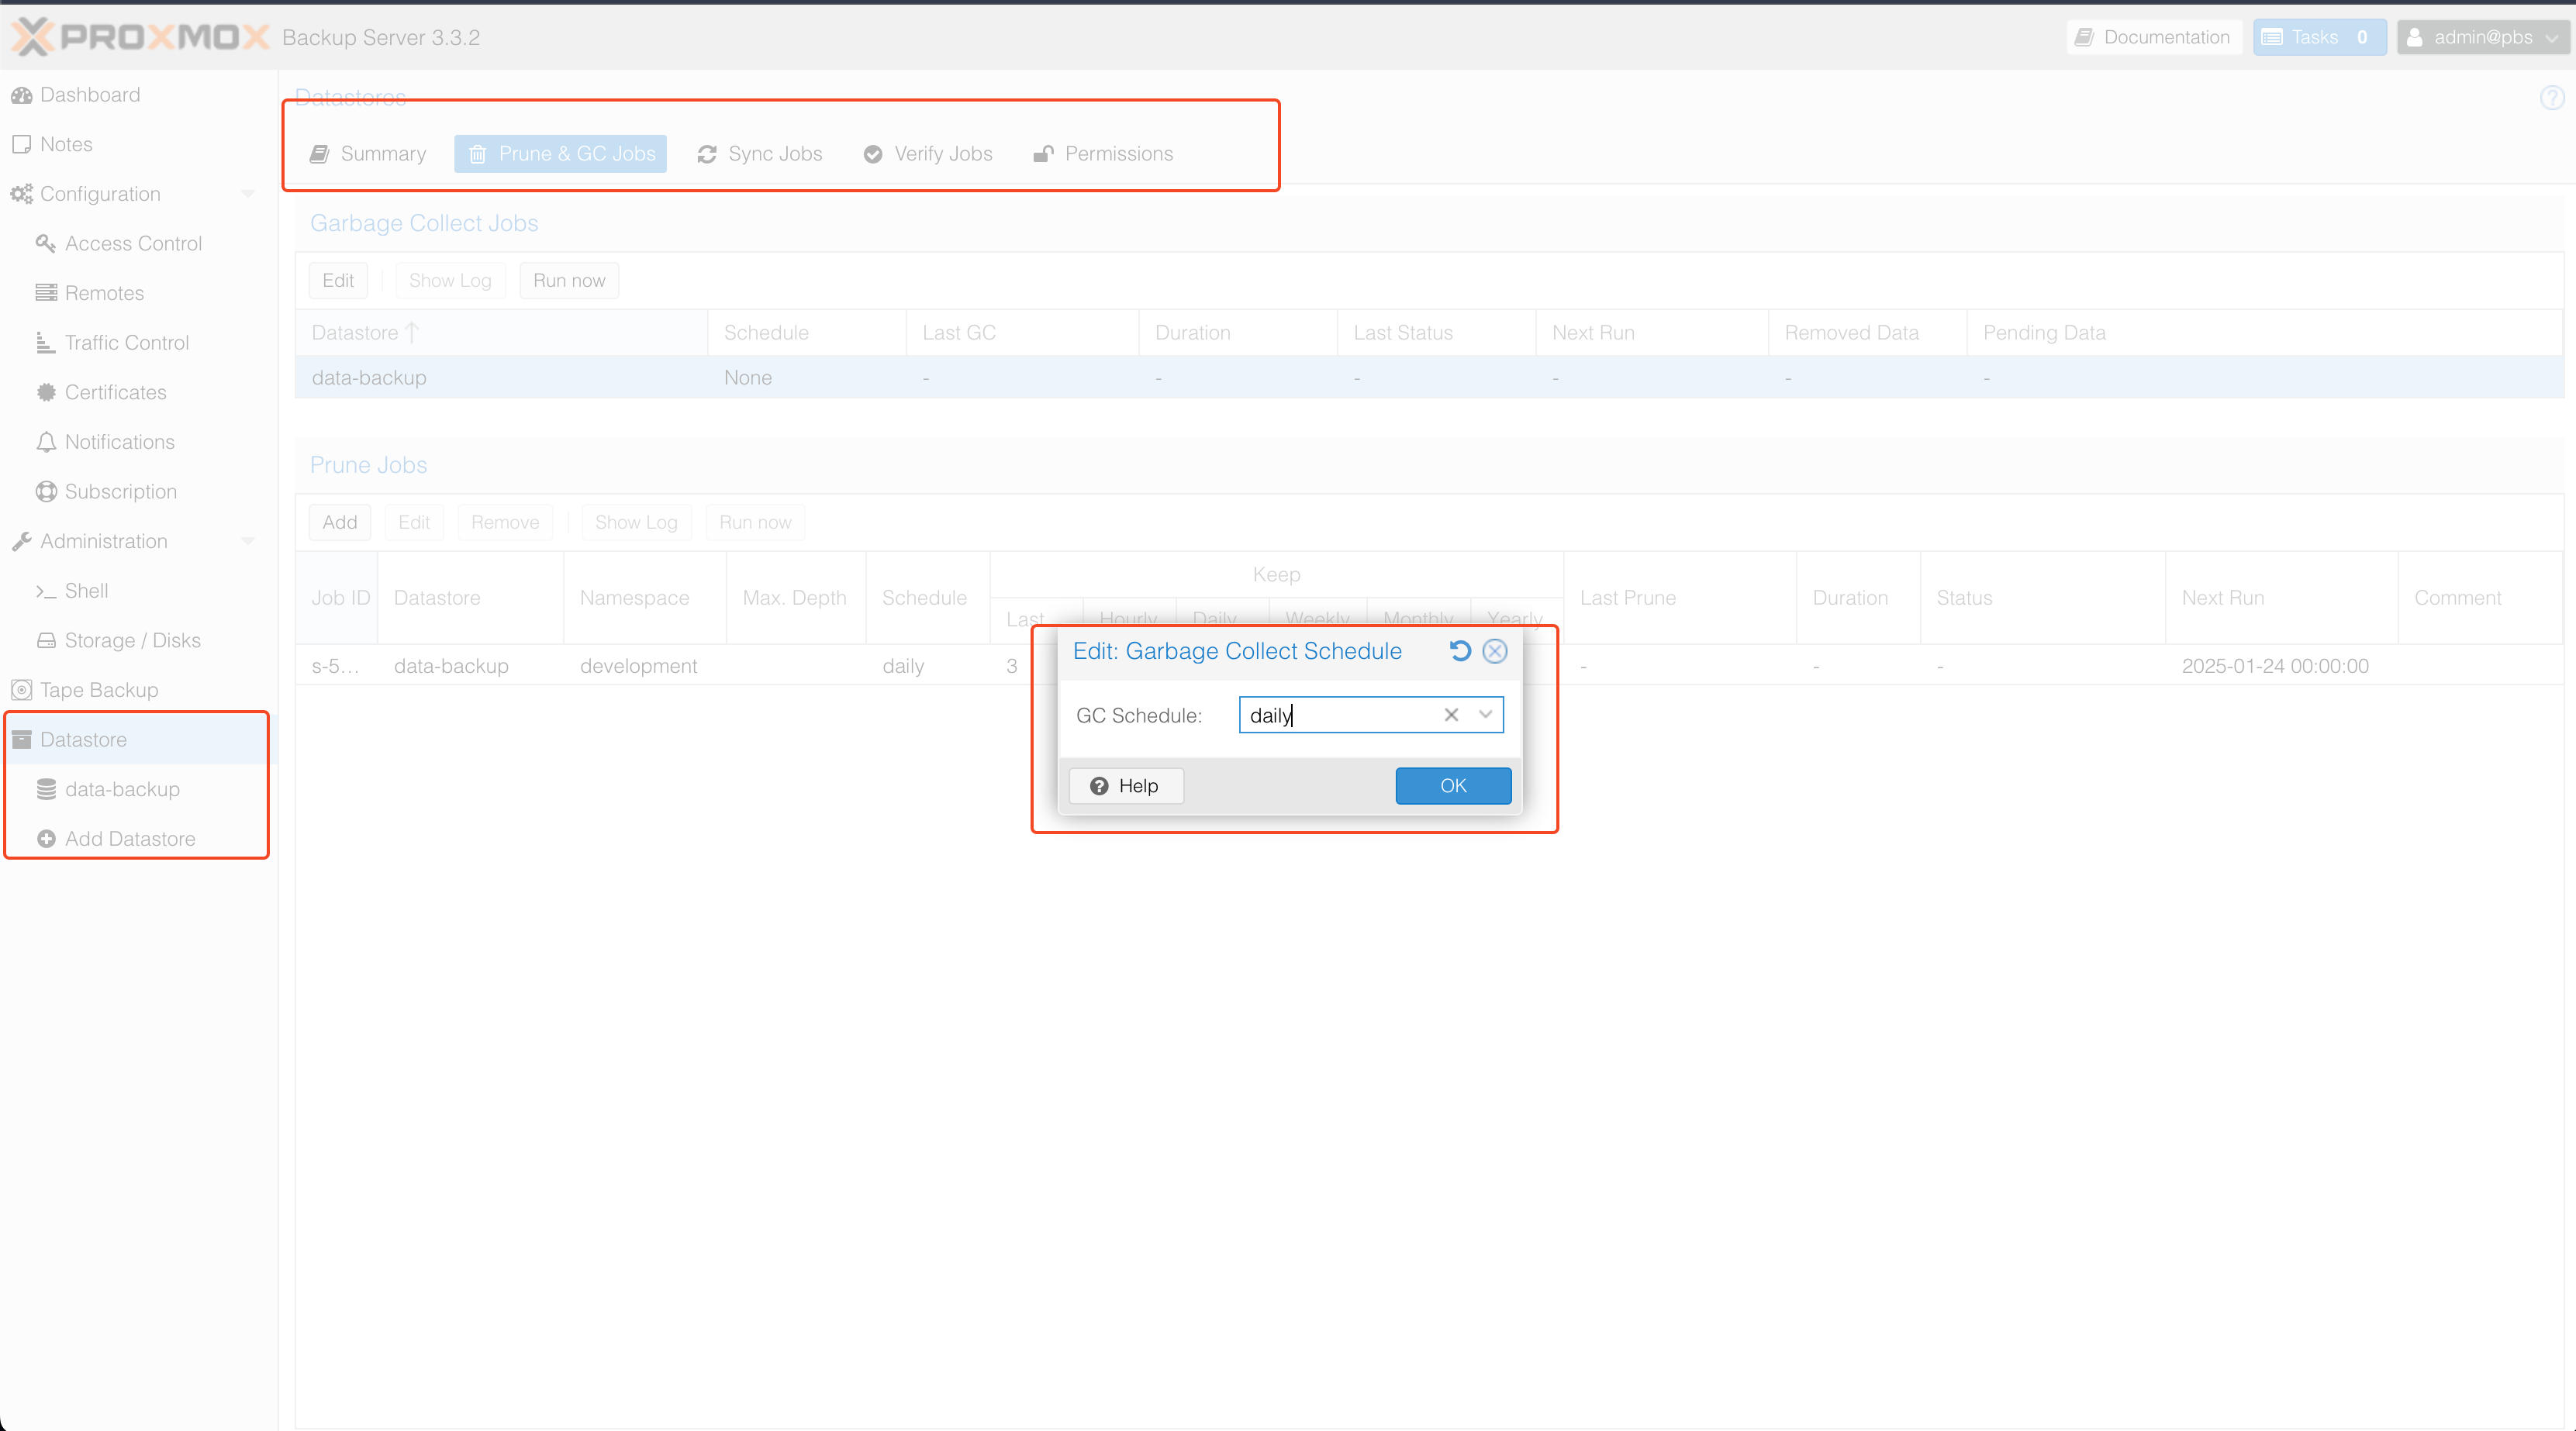 PROXMOX Backup Server 3.3.2
Documentation
Tasks 0
admin@pbs
Dashboard
Notes
Configuration
Access Control
Remotes
Traffic Control
Certificates
Notifications
Subscription
Administration
Shell
Storage / Disks
Tape Backup
Datastore
data-backup
Add Datastore
Datastores
Summary Prune & GC Jobs Sync Jobs Verify Jobs Permissions
Garbage Collect Jobs
Edit Show Log Run now
Datastore Schedule Last GC Duration Last Status Next Run Removed Data Pending Data
data-backup None - - - - - -
Prune Jobs
Add Edit Remove Show Log Run now
Keep
Job ID Datastore Namespace Max. Depth Schedule Last Prune Duration Status Next Run Comment
Last Hourly Daily Weekly Monthly Yearly
s-5... data-backup development daily 3 - - - 2025-01-24 00:00:00
Edit: Garbage Collect Schedule
GC Schedule: daily
Help OK